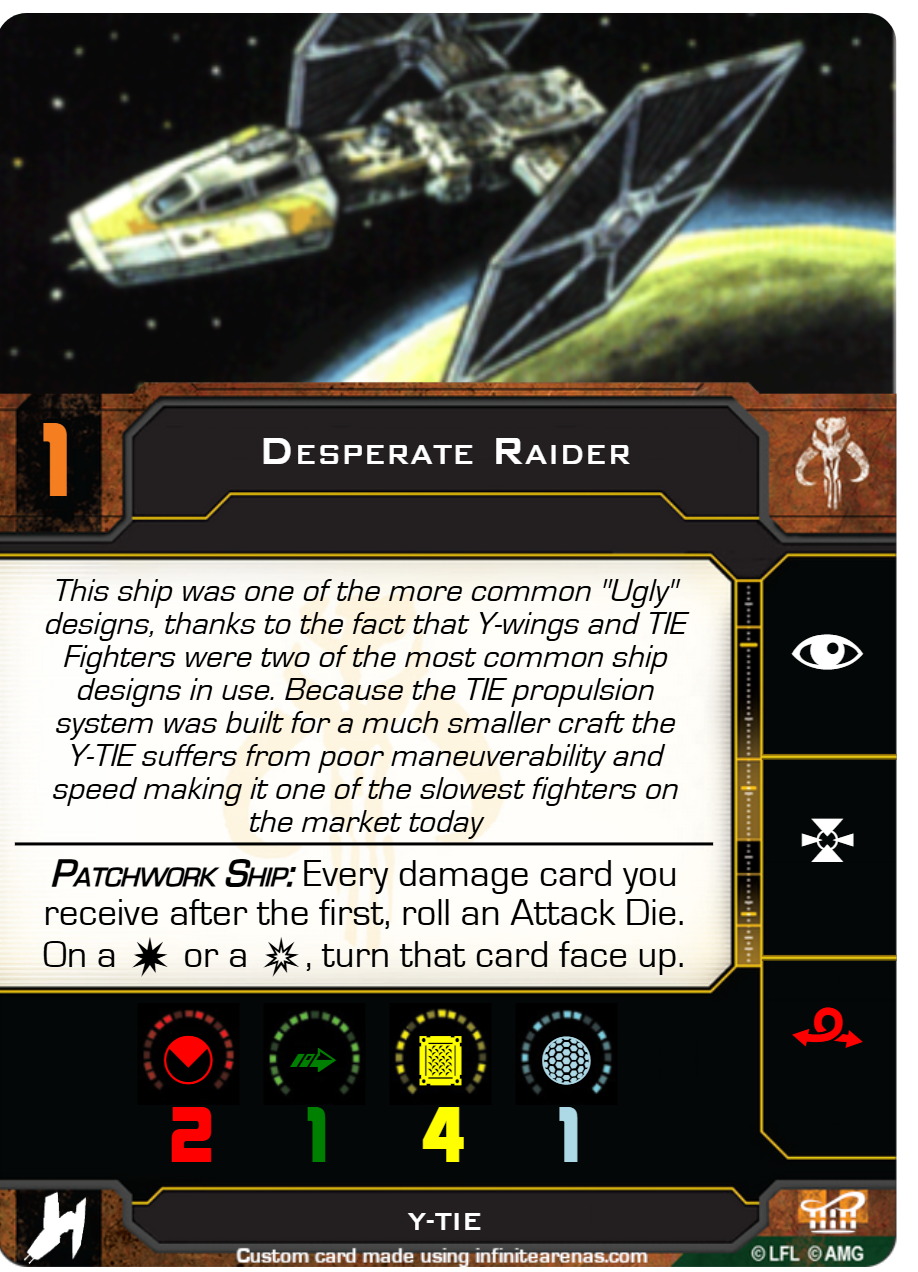 1
Desperate Raider
This ship was one of the more common "Ugly"
designs, thanks to the fact that Y-wings and TIE
Fighters were two of the most common ship
designs in use. Because the TIE propulsion
system was built for a much smaller craft the
Y-TIE suffers from poor maneuverability and
speed making it one of the slowest fighters on
the market today
Patchwork Ship: Every damage card you
receive after the first, roll an Attack Die.
On a or a , turn that card face up.
2 1 4 1
Y-TIE
Custom card made using infinitearenas.com
© LFL © AMG